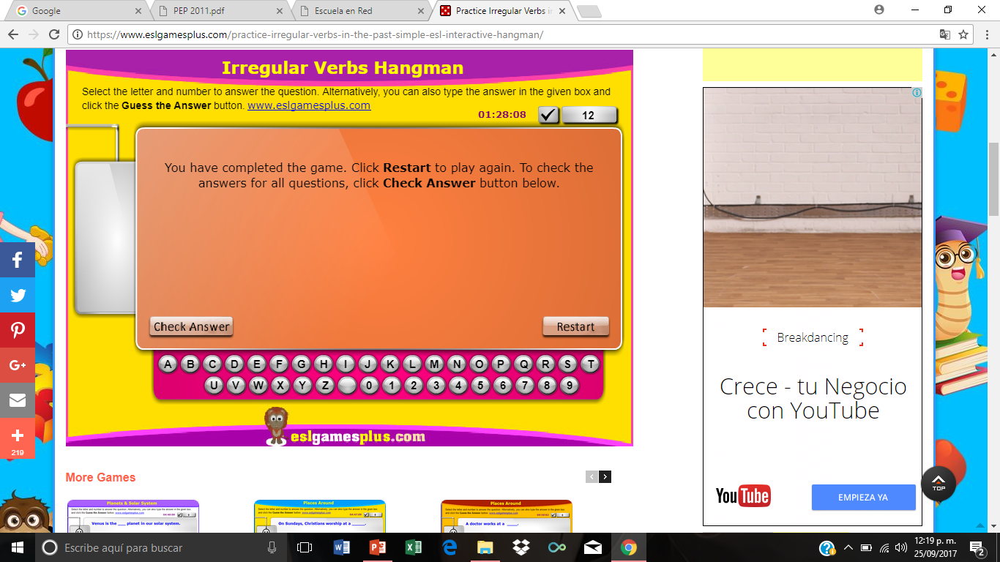 Google
PEP 2011.pdf
Escuela en Red
Practice Irregular Verbs in
https://www.eslgamesplus.com/practice-irregular-verbs-in-the-past-simple-esl-interactive-hangman/
Irregular Verbs Hangman
Select the letter and number to answer the question. Alternatively, you can also type the answer in the given box and
click the Guess the Answer button. www.eslgamesplus.com
01:28:08
12
You have completed the game. Click Restart to play again. To check the
answers for all questions, click Check Answer button below.
Check Answer
Restart
A B C D E F G H I J K L M N O P Q R S T
U V W X Y Z 0 1 2 3 4 5 6 7 8 9
eslgamesplus.com
219
More Games
Planets & Solar System
Venus is the ____ planet in our solar system.
Places Around
On Sundays, Christians worship at a _____.
Places Around
A doctor works at a ____.
Breakdancing
Crece - tu Negocio
con YouTube
YouTube
EMPIEZA YA
TOP
Escribe aquí para buscar
12:19 p. m.
25/09/2017
2